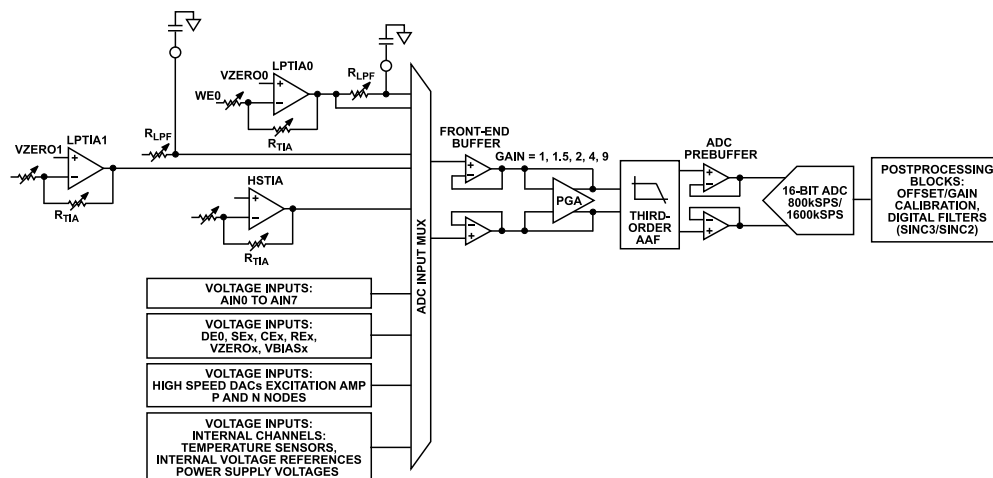 VZERO0
LPTIA0
WE0
RLPF
RTIA
VZERO1
LPTIA1
RLPF
RTIA
HSTIA
RTIA
VOLTAGE INPUTS:
AIN0 TO AIN7
VOLTAGE INPUTS:
DE0, SEx, CEx, REx,
VZEROx, VBIASx
VOLTAGE INPUTS:
HIGH SPEED DACs EXCITATION AMP
P AND N NODES
VOLTAGE INPUTS:
INTERNAL CHANNELS:
TEMPERATURE SENSORS,
INTERNAL VOLTAGE REFERENCES
POWER SUPPLY VOLTAGES
ADC INPUT MUX
FRONT-END
BUFFER
GAIN = 1, 1.5, 2, 4, 9
PGA
THIRD-
ORDER
AAF
ADC
PREBUFFER
16-BIT ADC
800kSPS/
1600kSPS
POSTPROCESSING
BLOCKS:
OFFSET/GAIN
CALIBRATION,
DIGITAL FILTERS
(SINC3/SINC2)